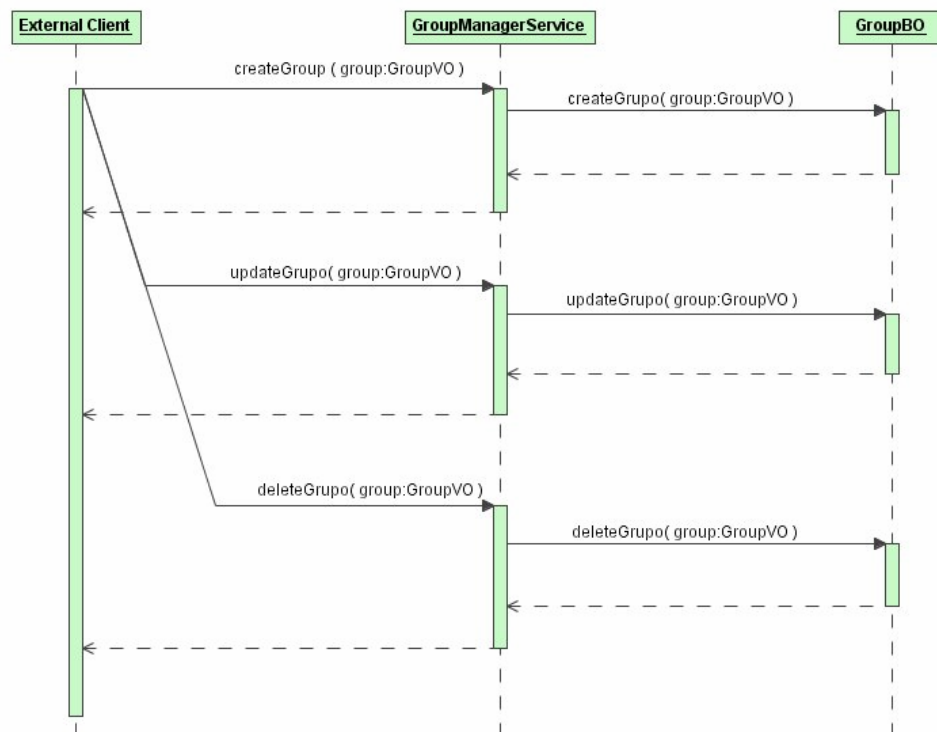 External Client
GroupManagerService
GroupBO
createGroup ( group:GroupVO )
createGrupo( group:GroupVO )
updateGrupo( group:GroupVO )
updateGrupo( group:GroupVO )
deleteGrupo( group:GroupVO )
deleteGrupo( group:GroupVO )